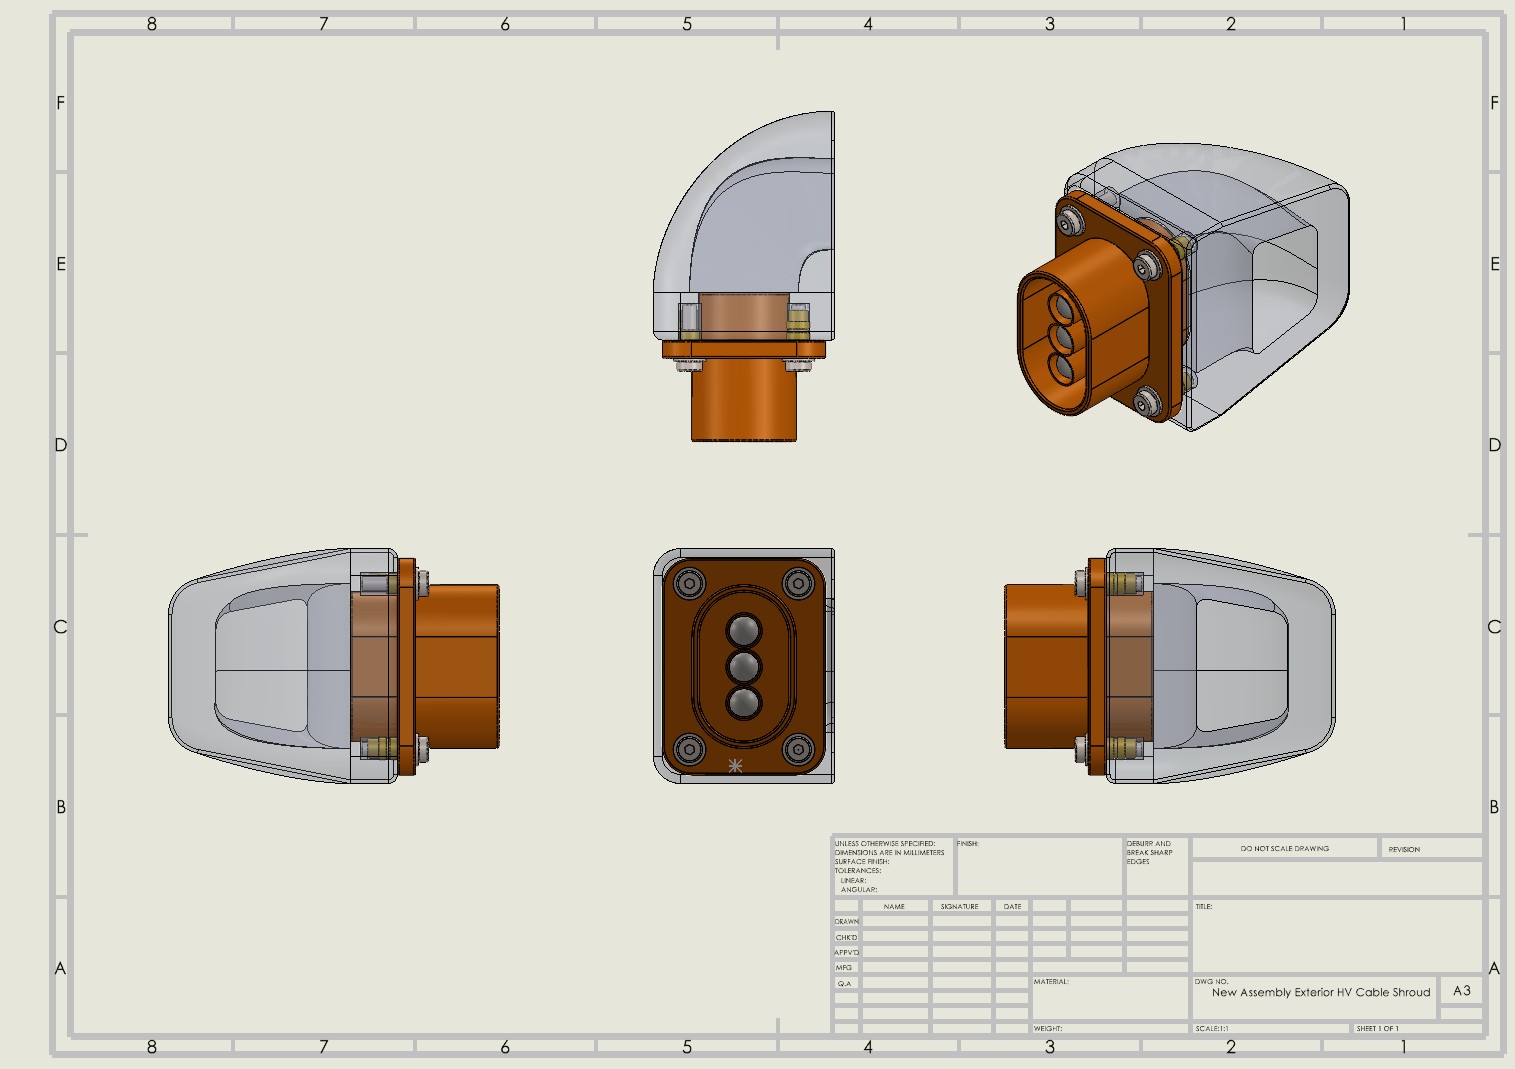 8 7 6 5 4 3 2 1
F F
E E
D D
C C
B B
A A
UNLESS OTHERWISE SPECIFIED:
DIMENSIONS ARE IN MILLIMETERS
SURFACE FINISH:
TOLERANCES:
LINEAR:
ANGULAR:
FINISH:
DEBURR AND
BREAK SHARP
EDGES
DO NOT SCALE DRAWING
REVISION
NAME SIGNATURE DATE
TITLE:
DRAWN
CHK'D
APPV'D
MFG
Q.A
MATERIAL:
DWG NO.
New Assembly Exterior HV Cable Shroud
A3
WEIGHT:
SCALE:1:1
SHEET 1 OF 1
8 7 6 5 4 3 2 1